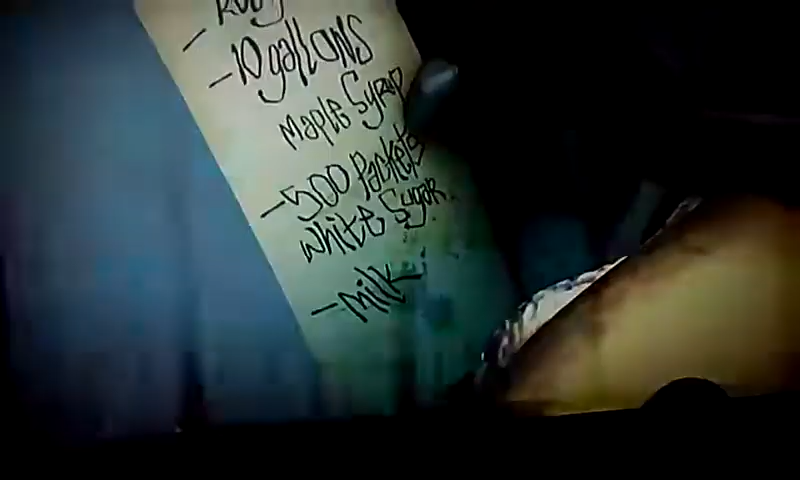 -
- 10 gallons
Maple Syrup
- 500 Packets
White Sugar
- Milk